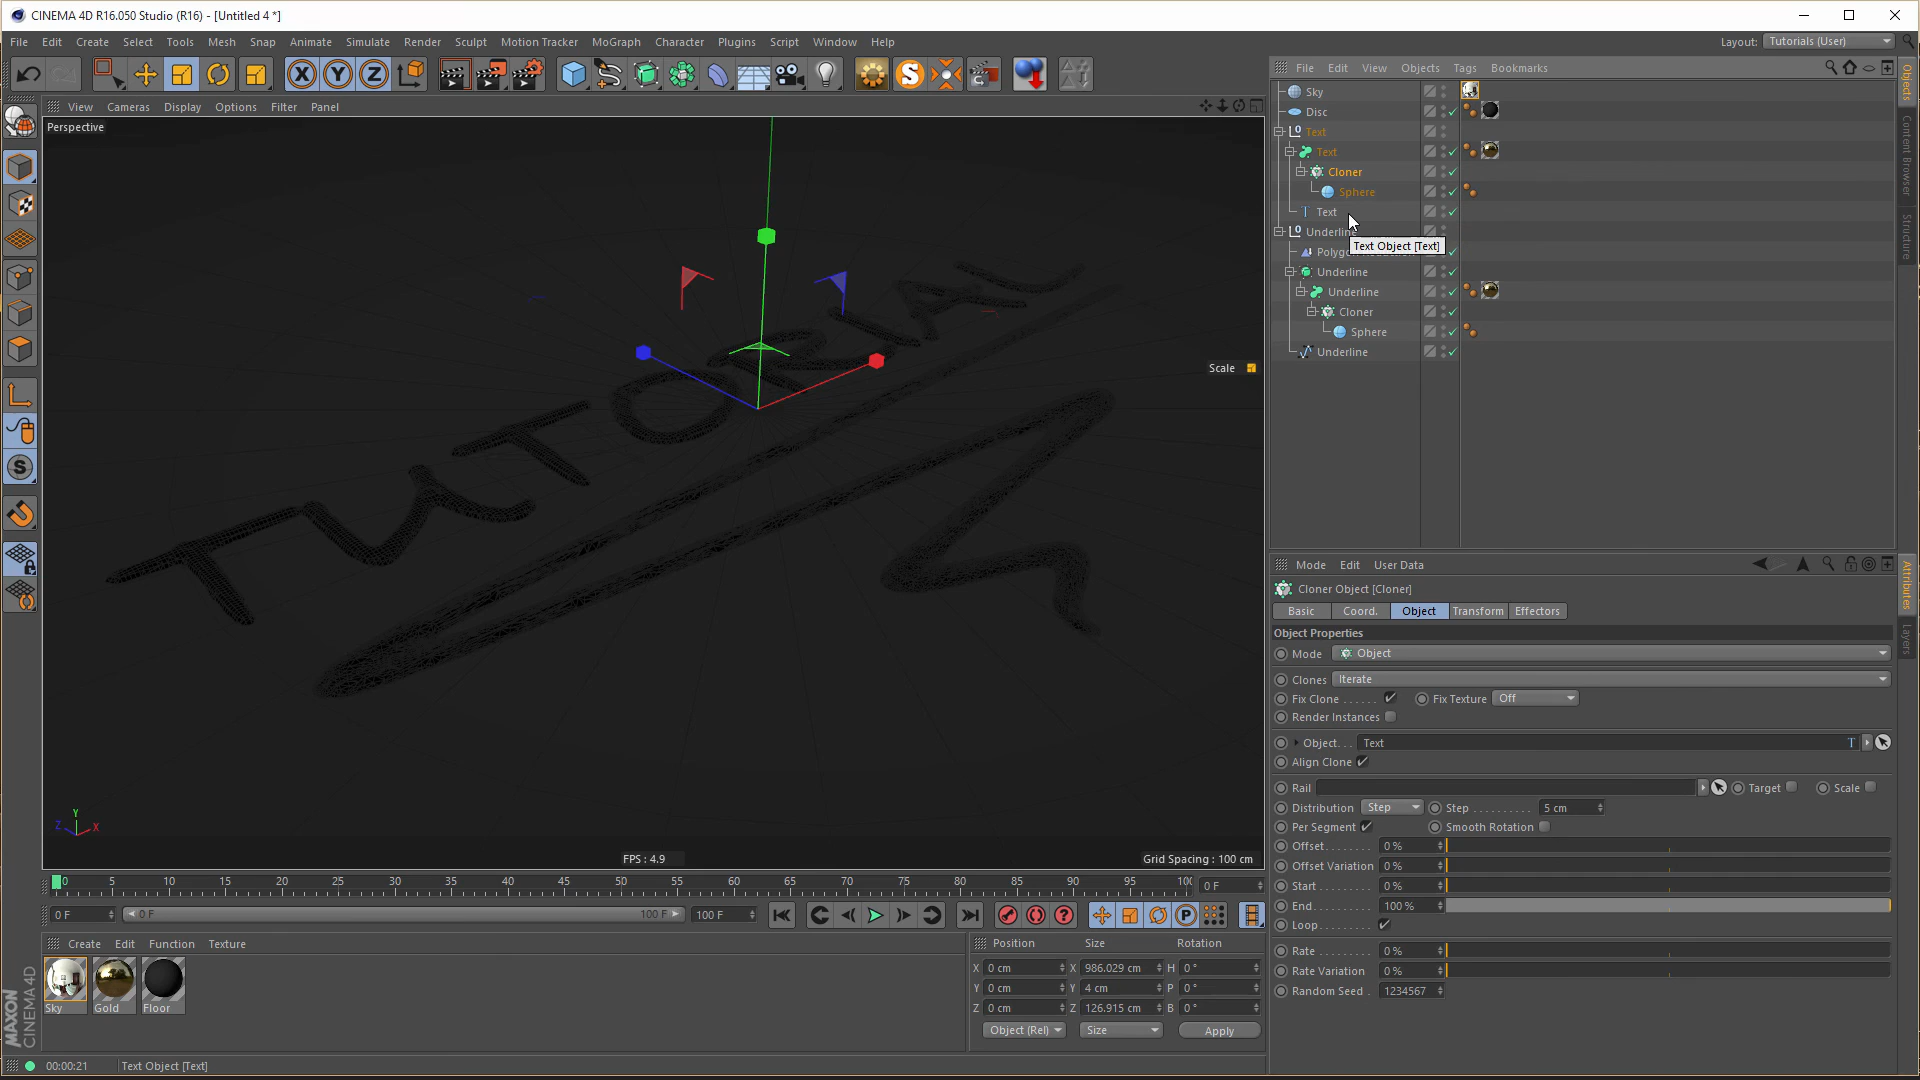 CINEMA 4D R16.050 Studio (R16) - [Untitled 4 *]
File Edit Create Select Tools Mesh Snap Animate Simulate Render Sculpt Motion Tracker MoGraph Character Plugins Script Window Help
Layout: Tutorials (User)
File Edit View Objects Tags Bookmarks
Sky
Disc
Text
Text
Cloner
Sphere
Text
Underline
Text Object [Text]
Underline
Underline
Cloner
Sphere
Underline
Objects
Content Browser
Structure
View Cameras Display Options Filter Panel
Perspective
Scale
TUTORIAL
Y
Z X
FPS : 4.9
Grid Spacing : 100 cm
Mode Edit User Data
Cloner Object [Cloner]
Basic Coord. Object Transform Effectors
Object Properties
Mode Object
Clones Iterate
Fix Clone ...... Fix Texture Off
Render Instances
Object. . . Text
Align Clone
Rail Target Scale
Distribution Step Step .......... 5 cm
Per Segment Smooth Rotation
Offset....... 0 %
Offset Variation 0 %
Start ........ 0 %
End.......... 100 %
Loop.........
Rate ......... 0 %
Rate Variation 0 %
Random Seed . 1234567
Attributes
Layers
0 5 10 15 20 25 30 35 40 45 50 55 60 65 70 75 80 85 90 95 0 F
0 F 0 F 100 F 100 F
Create Edit Function Texture
Sky Gold Floor
MAXON
CINEMA 4D
Position Size Rotation
X 0 cm X 986.029 cm H 0 °
Y 0 cm Y 4 cm P 0 °
Z 0 cm Z 126.915 cm B 0 °
Object (Rel) Size Apply
00:00:21 Text Object [Text]